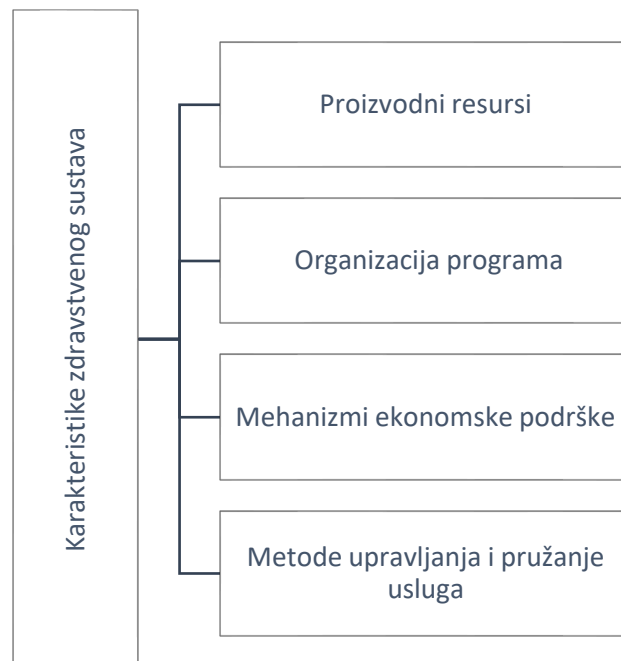 Karakteristike zdravstvenog sustava
Proizvodni resursi
Organizacija programa
Mehanizmi ekonomske podrške
Metode upravljanja i pružanje
usluga